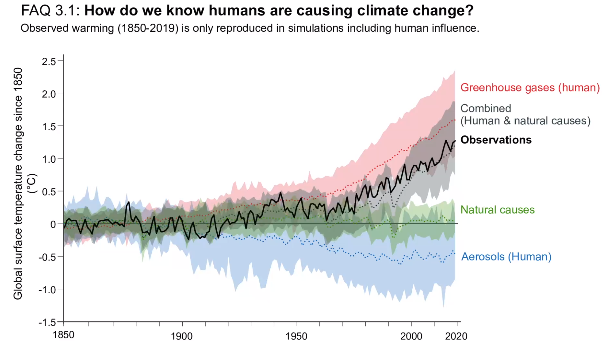 FAQ 3.1: How do we know humans are causing climate change?
Observed warming (1850-2019) is only reproduced in simulations including human influence.
Global surface temperature change since 1850
(°C)
2.5
2.0
1.5
1.0
0.5
0
-0.5
-1.0
-1.5
1850
1900
1950
2000
2020
Greenhouse gases (human)
Combined
(Human & natural causes)
Observations
Natural causes
Aerosols (Human)